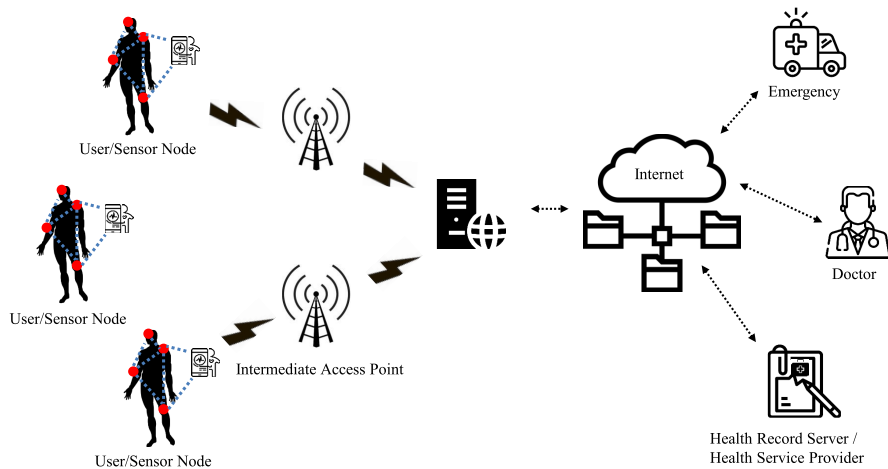 User/Sensor Node
User/Sensor Node
User/Sensor Node
Intermediate Access Point
Internet
Emergency
Doctor
Health Record Server /
Health Service Provider